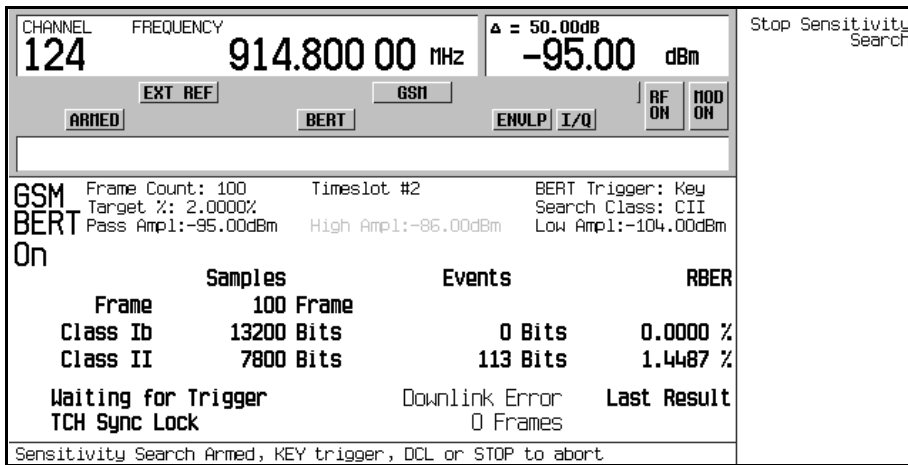 CHANNEL FREQUENCY Δ = 50.00dB Stop Sensitivity Search
124 914.800 00 MHz -95.00 dBm
EXT REF GSM RF ON MOD ON
ARMED BERT ENVLP I/Q
GSM BERT On
Frame Count: 100 Timeslot #2 BERT Trigger: Key
Target %: 2.0000% Search Class: CII
Pass Ampl:-95.00dBm High Ampl:-86.00dBm Low Ampl:-104.00dBm
Samples Events RBER
Frame 100 Frame
Class Ib 13200 Bits 0 Bits 0.0000 %
Class II 7800 Bits 113 Bits 1.4487 %
Waiting for Trigger Downlink Error Last Result
TCH Sync Lock 0 Frames
Sensitivity Search Armed, KEY trigger, DCL or STOP to abort